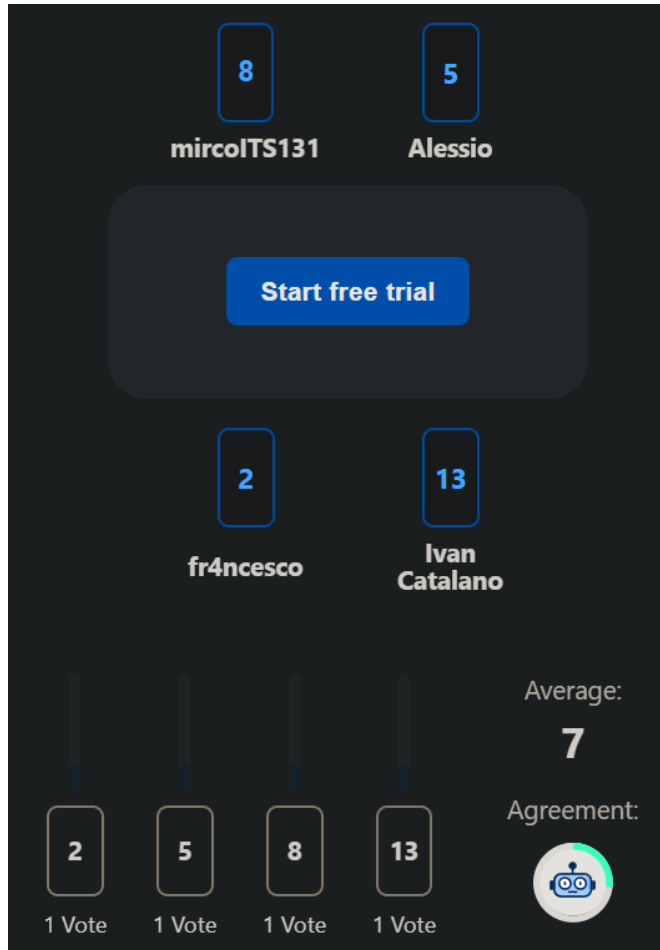 8
5
mircoITS131
Alessio
Start free trial
2
13
fr4ncesco
Ivan
Catalano
Average:
7
Agreement:
2
5
8
13
1 Vote
1 Vote
1 Vote
1 Vote